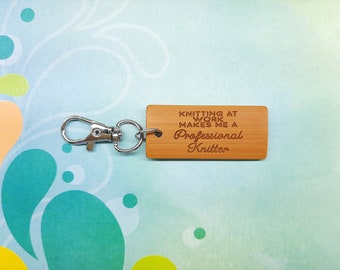 KNITTING AT
WORK
MAKES ME A
Professional
Knitter